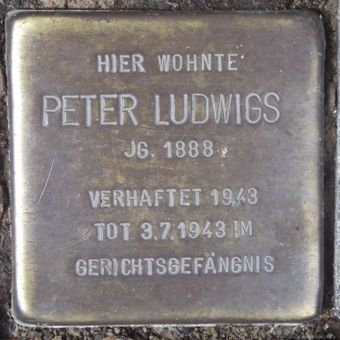 HIER WOHNTE
PETER LUDWIGS
JG. 1888
VERHAFTET 1943
TOT 3.7.1943 IM
GERICHTSGEFÄNGNIS